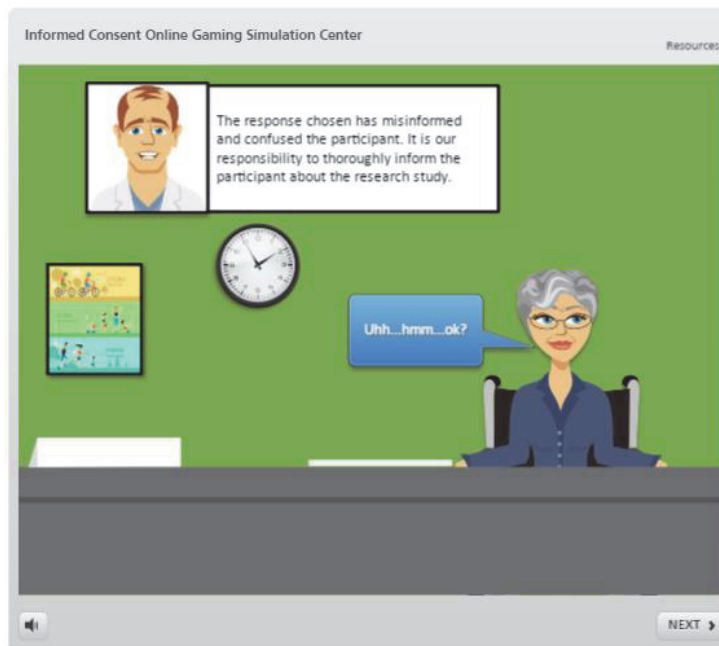 Informed Consent Online Gaming Simulation Center
Resources
The response chosen has misinformed
and confused the participant. It is our
responsibility to thoroughly inform the
participant about the research study.
Uhh...hmm...ok?
NEXT